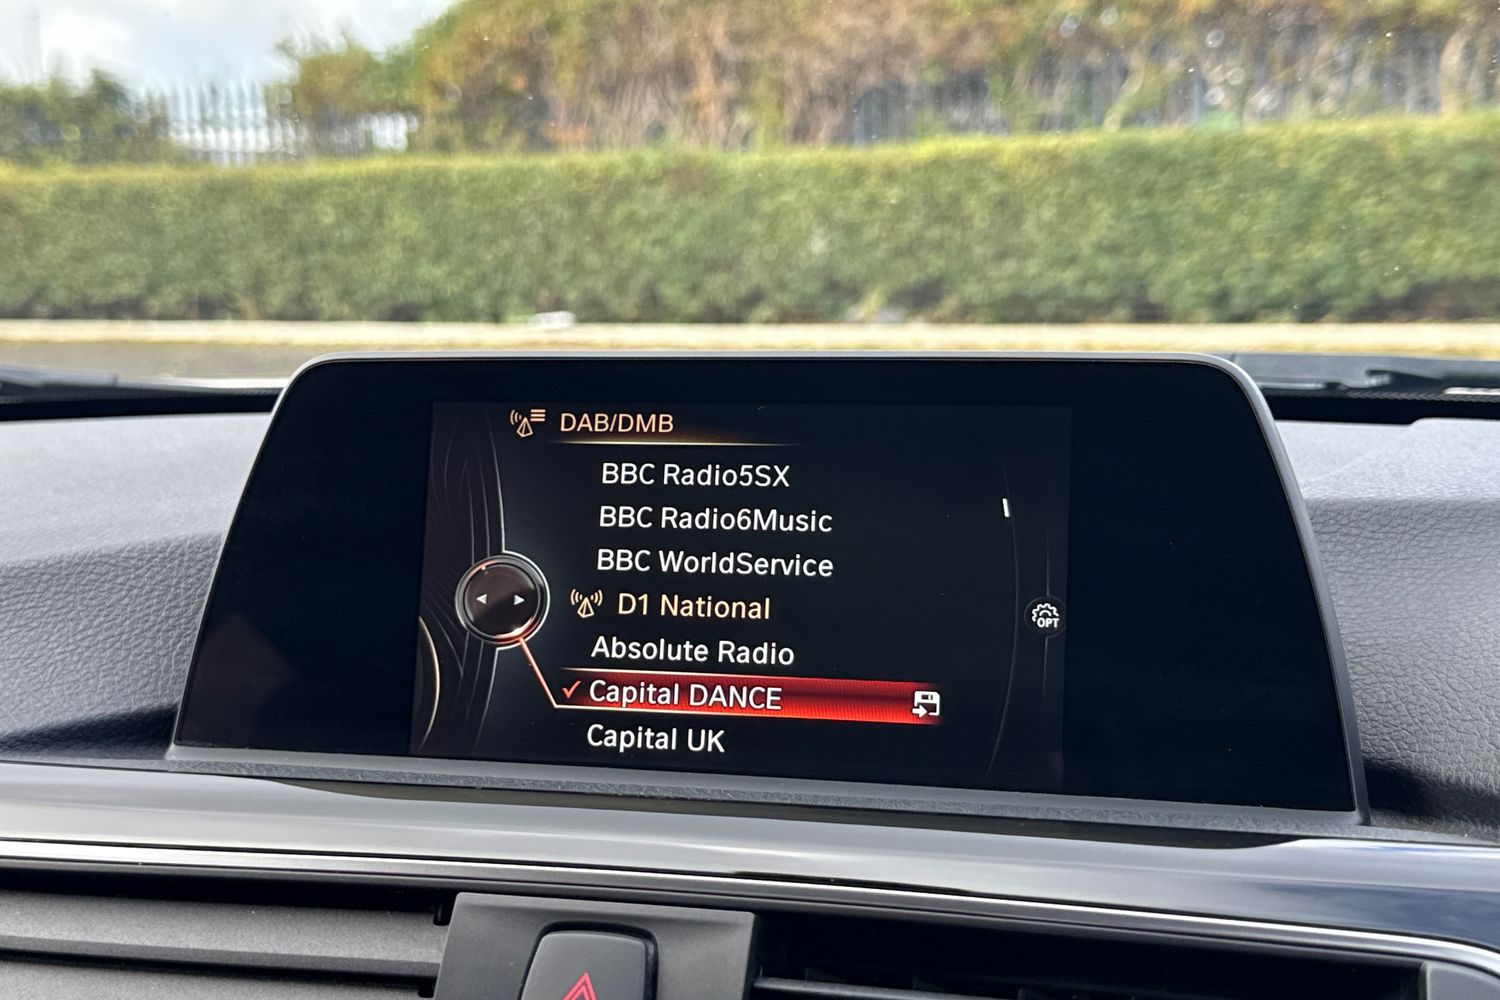 DAB/DMB
BBC Radio5SX
BBC Radio6Music
BBC WorldService
D1 National
Absolute Radio
Capital DANCE
Capital UK
OPT